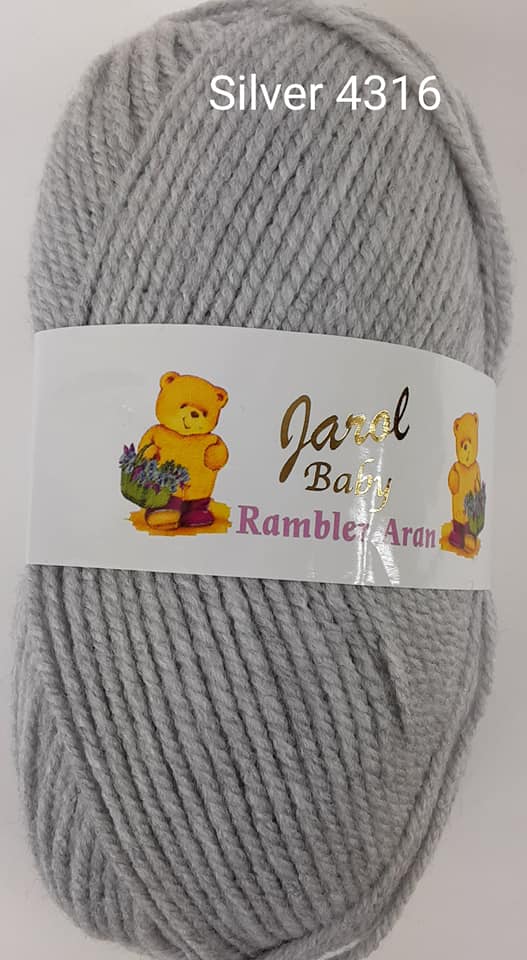 Silver 4316
Jarol
Baby
Rambler Aran